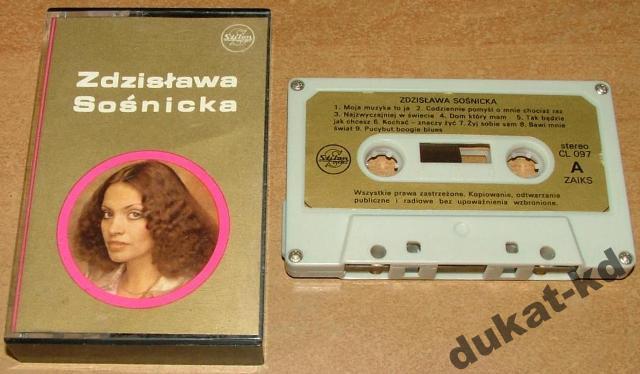 Zdzisława
Sośnicka
ZDZISŁAWA SOŚNICKA
1. Moja muzyka to ja 2. Codziennie pomyśl o mnie chociaż raz
3. Najzwyczajniej w świecie 4. Dom który mam 5. Tak będzie
jak chcesz 6. Kochać – znaczy żyć 7. Żyj sobie sam 8. Bawi mnie
świat 9. Pucybut boogie blues
stereo
CL 097
A
ZAIKS
Wszystkie prawa zastrzeżone. Kopiowanie, odtwarzanie
publiczne i radiowe bez upoważnienia wzbronione.
dukat-kd